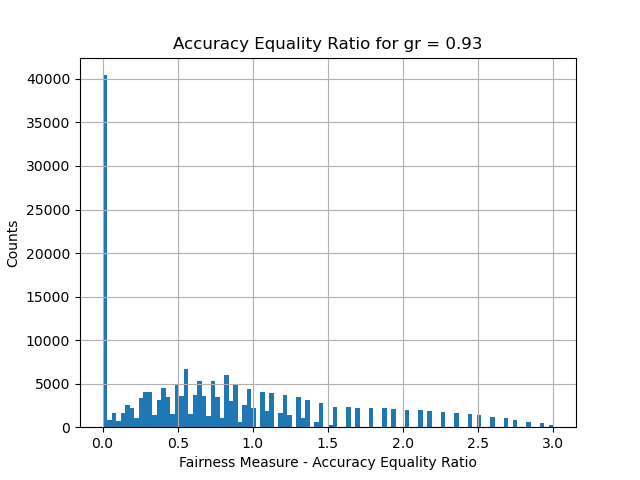 Accuracy Equality Ratio for gr = 0.93
Counts
40000
35000
30000
25000
20000
15000
10000
5000
0
0.0 0.5 1.0 1.5 2.0 2.5 3.0
Fairness Measure - Accuracy Equality Ratio